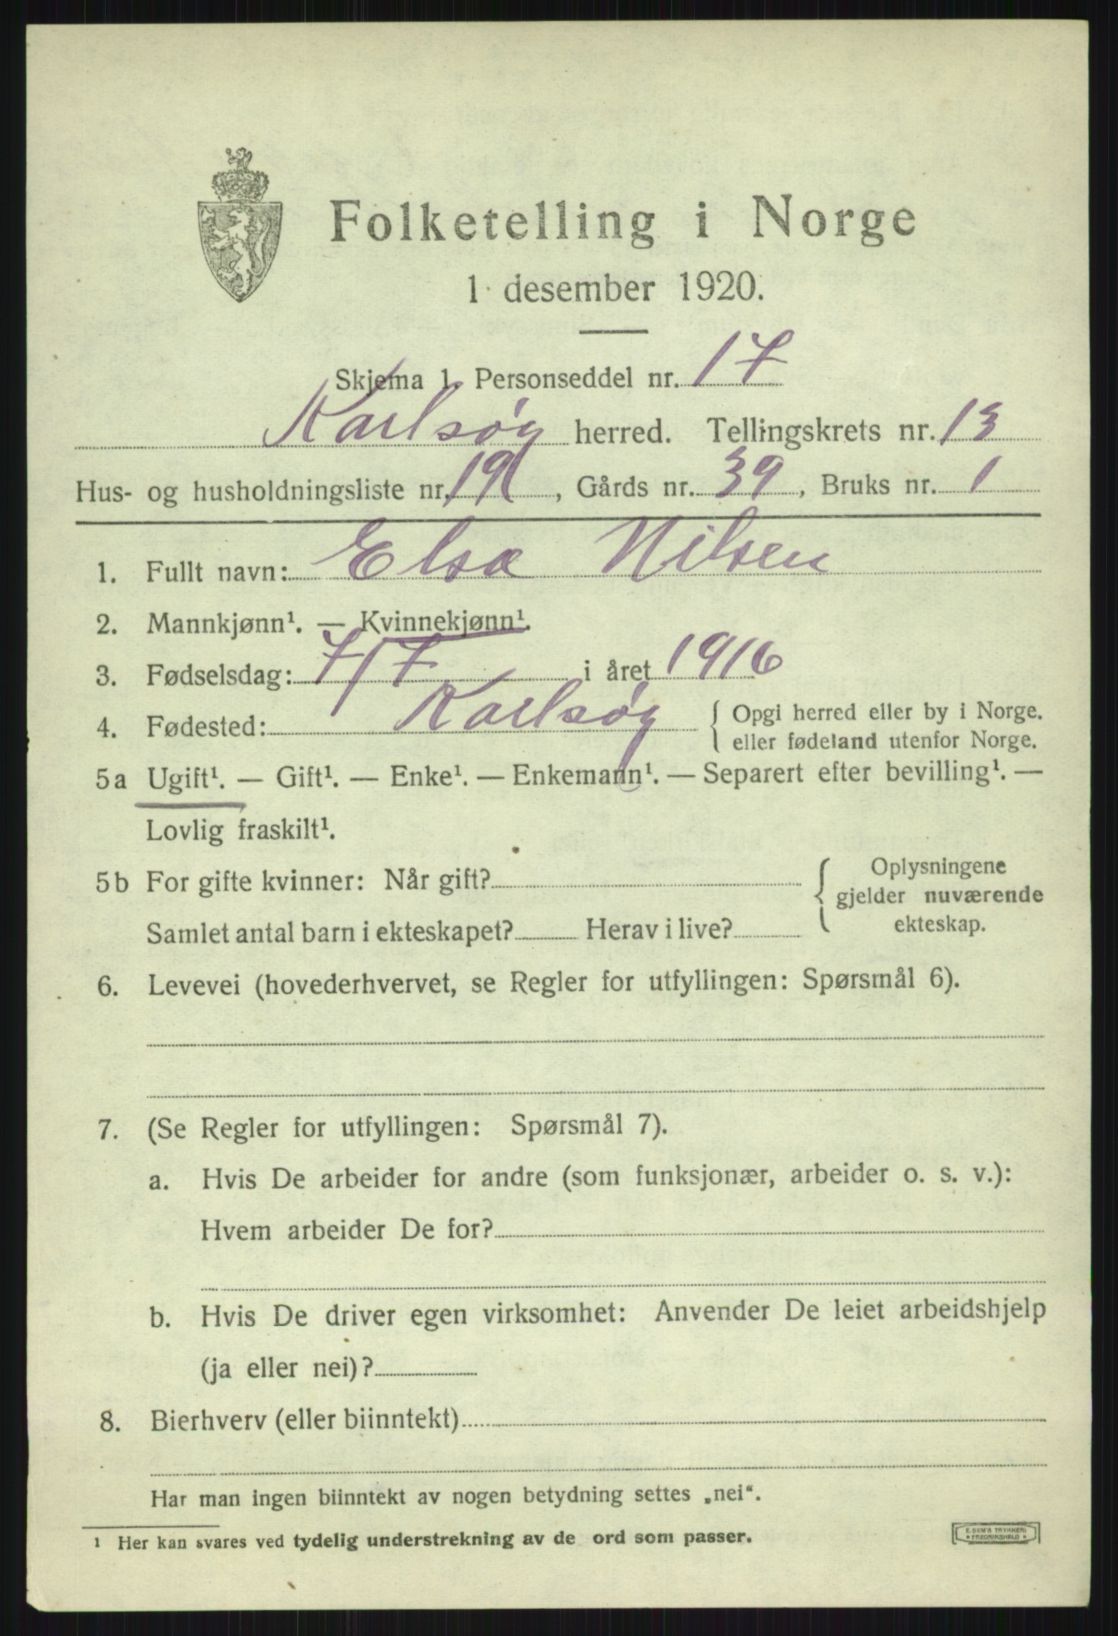 Folketelling i Norge
1 desember 1920.
Skjema 1. Personseddel nr. 17
Karlsøy herred. Tellingskrets nr. 13
Hus- og husholdningsliste nr. 19, Gårds nr. 39, Bruks nr. 1
1. Fullt navn: Elsa Nilsen
2. Mannkjønn¹. — Kvinnekjønn¹.
3. Fødselsdag: 7/7 i året 1916
4. Fødested: Karlsøy { Opgi herred eller by i Norge.
eller fødeland utenfor Norge.
5a Ugift¹. — Gift¹. — Enke¹. — Enkemann¹. — Separert efter bevilling¹. —
Lovlig fraskilt¹.
5b For gifte kvinner: Når gift?
Samlet antal barn i ekteskapet? Herav i live?
{ Oplysningene
gjelder nuværende
ekteskap.
6. Levevei (hovederhvervet, se Regler for utfyllingen: Spørsmål 6).
7. (Se Regler for utfyllingen: Spørsmål 7).
a. Hvis De arbeider for andre (som funksjonær, arbeider o. s. v.):
Hvem arbeider De for?
b. Hvis De driver egen virksomhet: Anvender De leiet arbeidshjelp
(ja eller nei)?
8. Bierhverv (eller biinntekt)
Har man ingen biinntekt av nogen betydning settes „nei“.
¹ Her kan svares ved tydelig understrekning av de ord som passer.
E. SEM'S TRYKKERI
FREDRIKSHALD